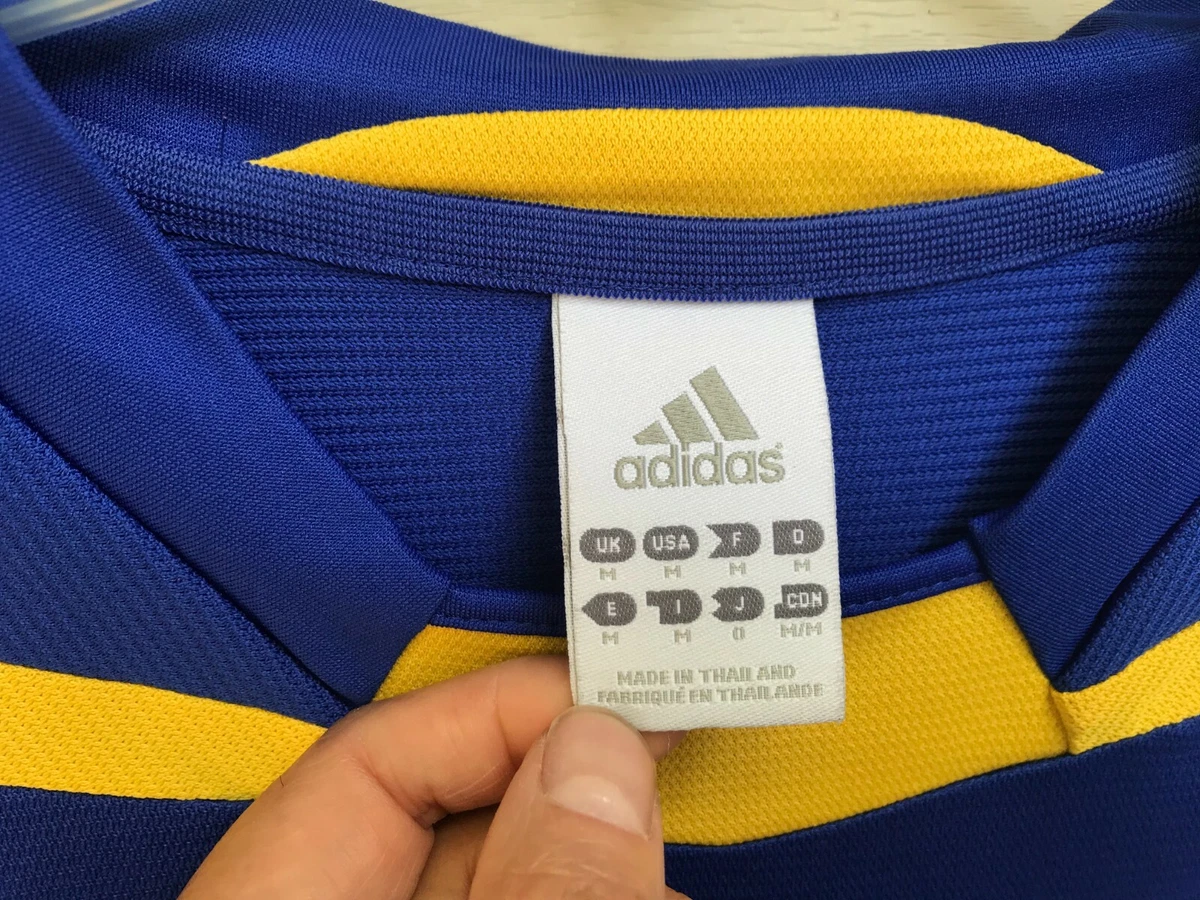 adidas
UK USA F D
M M M M
E I J CDN
M M O M/M
MADE IN THAILAND
FABRIQUÉ EN THAILANDE